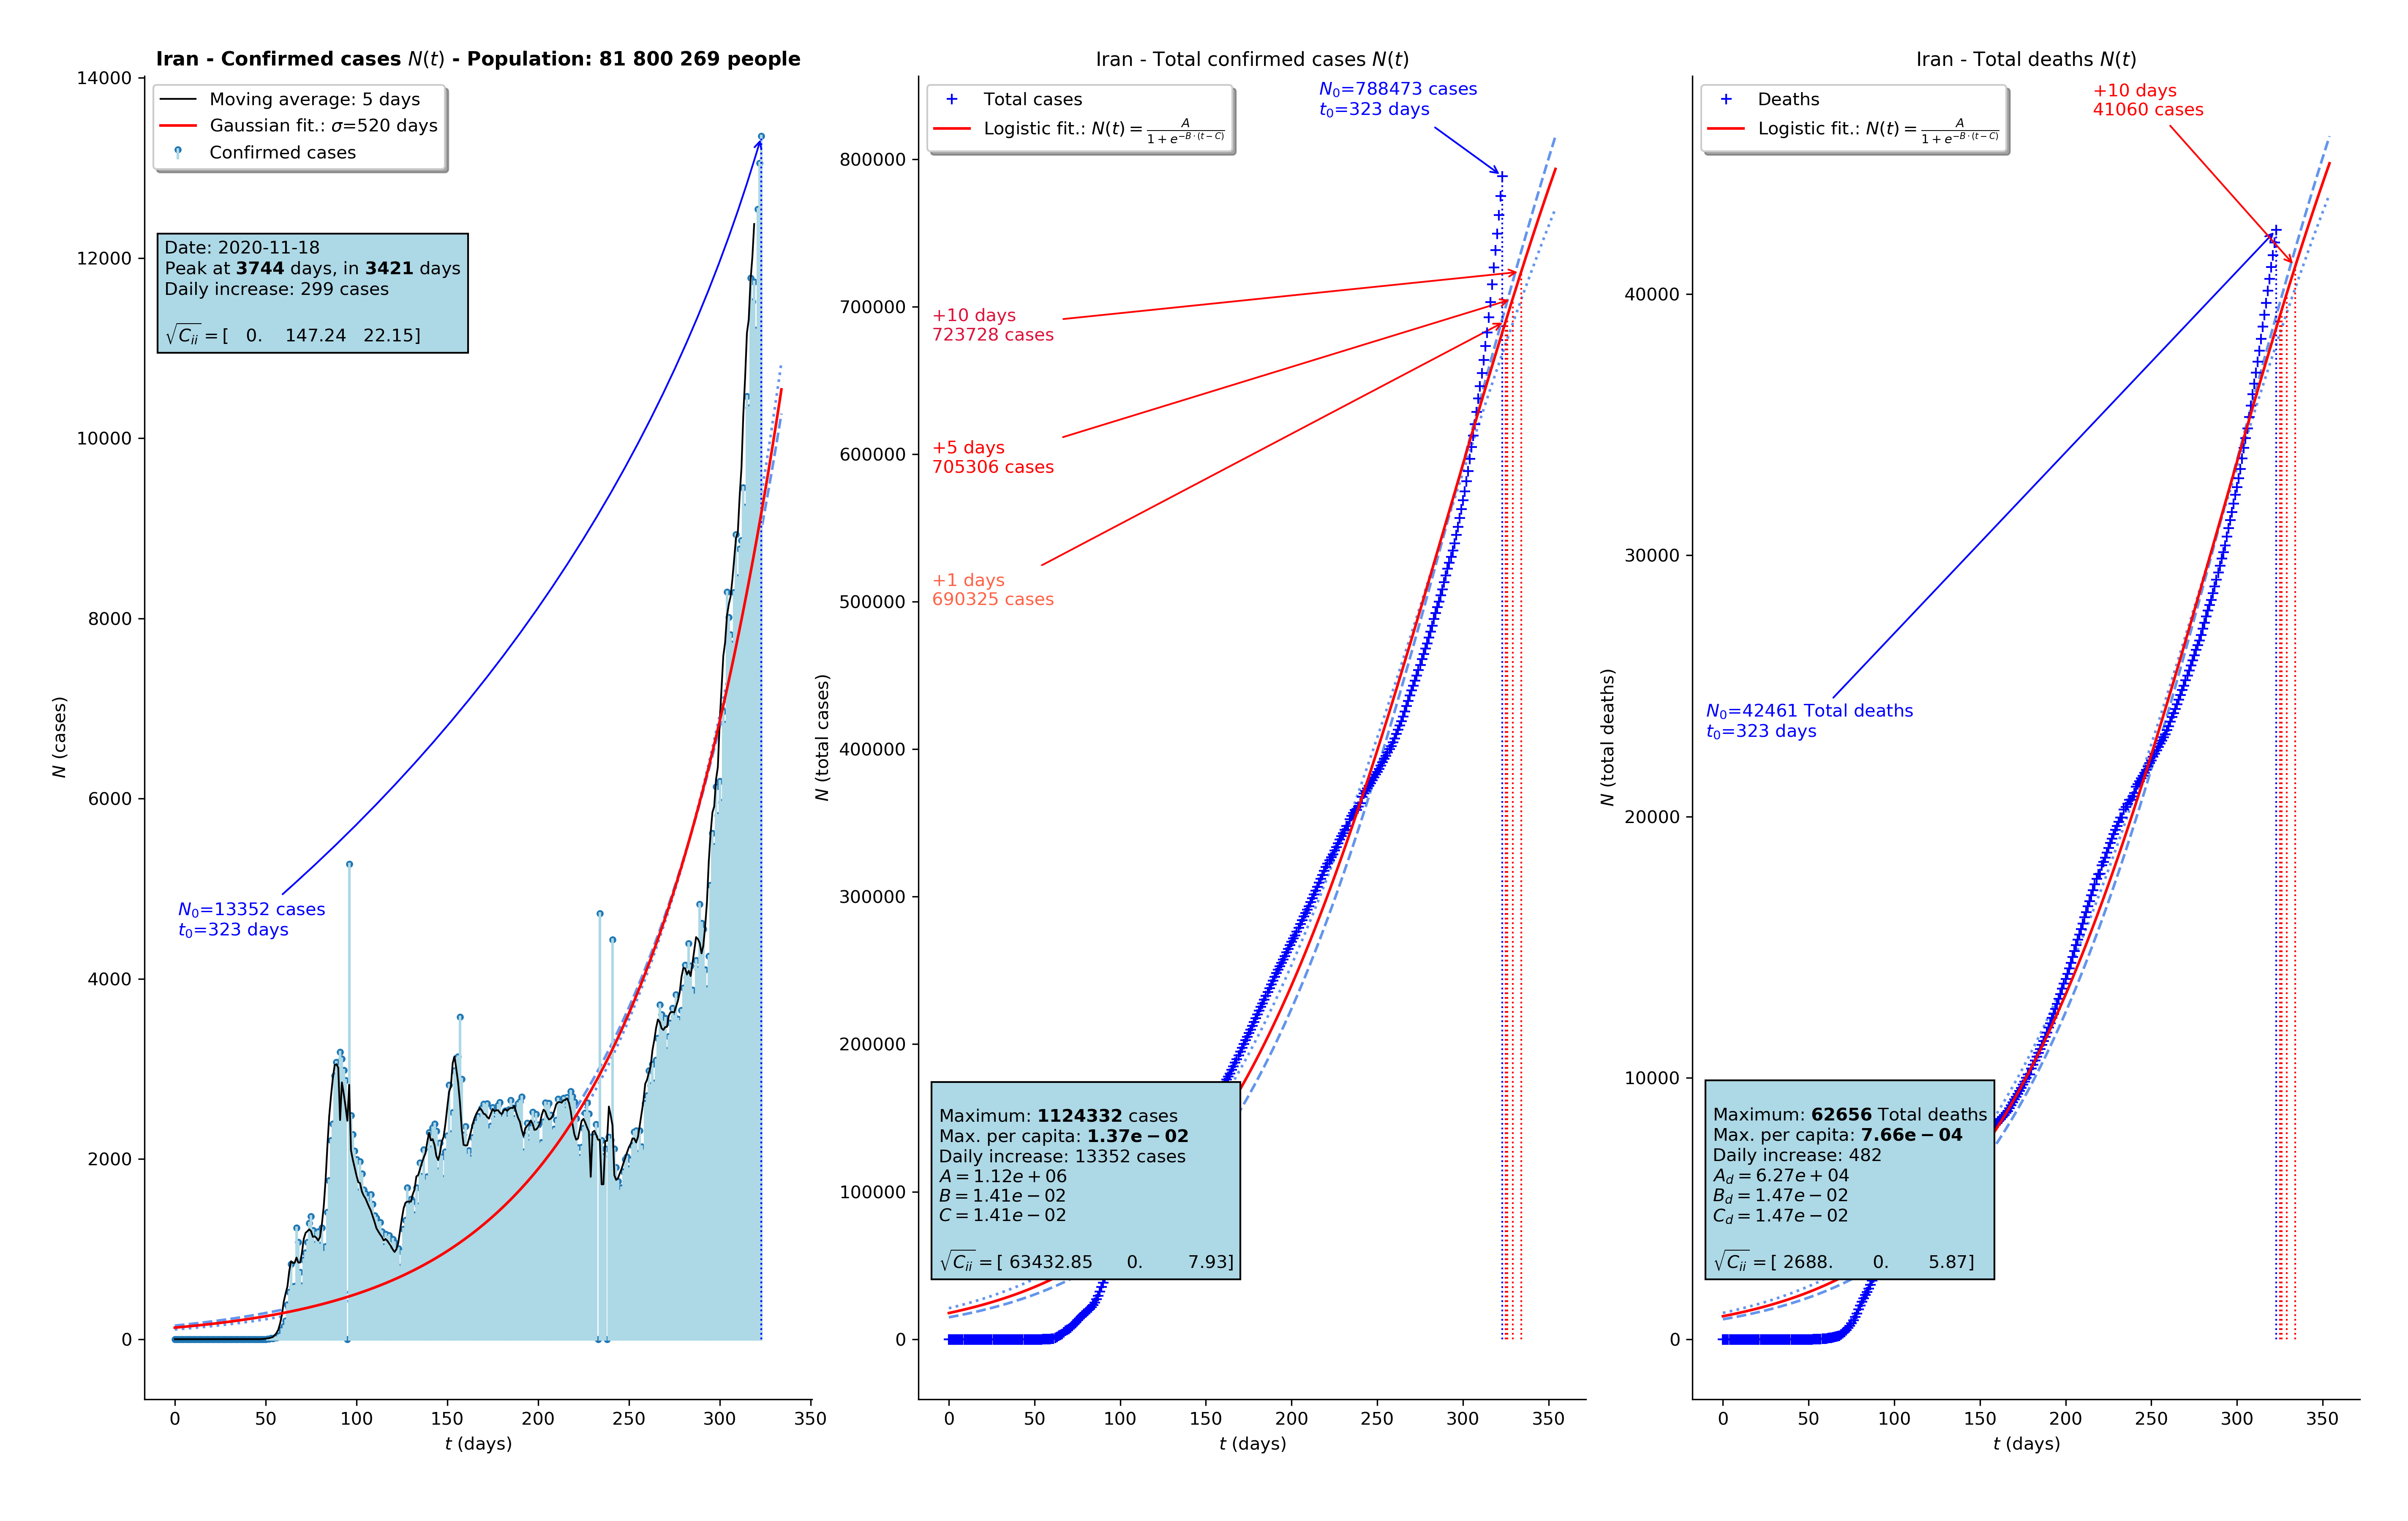 Iran - Confirmed cases N(t) - Population: 81 800 269 people
14000
12000
10000
8000
6000
4000
2000
0
N (cases)
Moving average: 5 days
Gaussian fit.: σ=520 days
Confirmed cases
Date: 2020-11-18
Peak at 3744 days, in 3421 days
Daily increase: 299 cases
√Cii = [ 0. 147.24 22.15]
N0=13352 cases
t0=323 days
0 50 100 150 200 250 300 350
t (days)
Iran - Total confirmed cases N(t)
800000
700000
600000
500000
400000
300000
200000
100000
0
N (total cases)
Total cases
Logistic fit.: N(t) = A / 1 + e^−B·(t−C)
N0=788473 cases
t0=323 days
+10 days
723728 cases
+5 days
705306 cases
+1 days
690325 cases
Maximum: 1124332 cases
Max. per capita: 1.37e − 02
Daily increase: 13352 cases
A = 1.12e + 06
B = 1.41e − 02
C = 1.41e − 02
√Cii = [ 63432.85 0. 7.93]
0 50 100 150 200 250 300 350
t (days)
Iran - Total deaths N(t)
40000
30000
20000
10000
0
N (total deaths)
Deaths
Logistic fit.: N(t) = A / 1 + e^−B·(t−C)
+10 days
41060 cases
N0=42461 Total deaths
t0=323 days
Maximum: 62656 Total deaths
Max. per capita: 7.66e − 04
Daily increase: 482
Ad = 6.27e + 04
Bd = 1.47e − 02
Cd = 1.47e − 02
√Cii = [ 2688. 0. 5.87]
0 50 100 150 200 250 300 350
t (days)